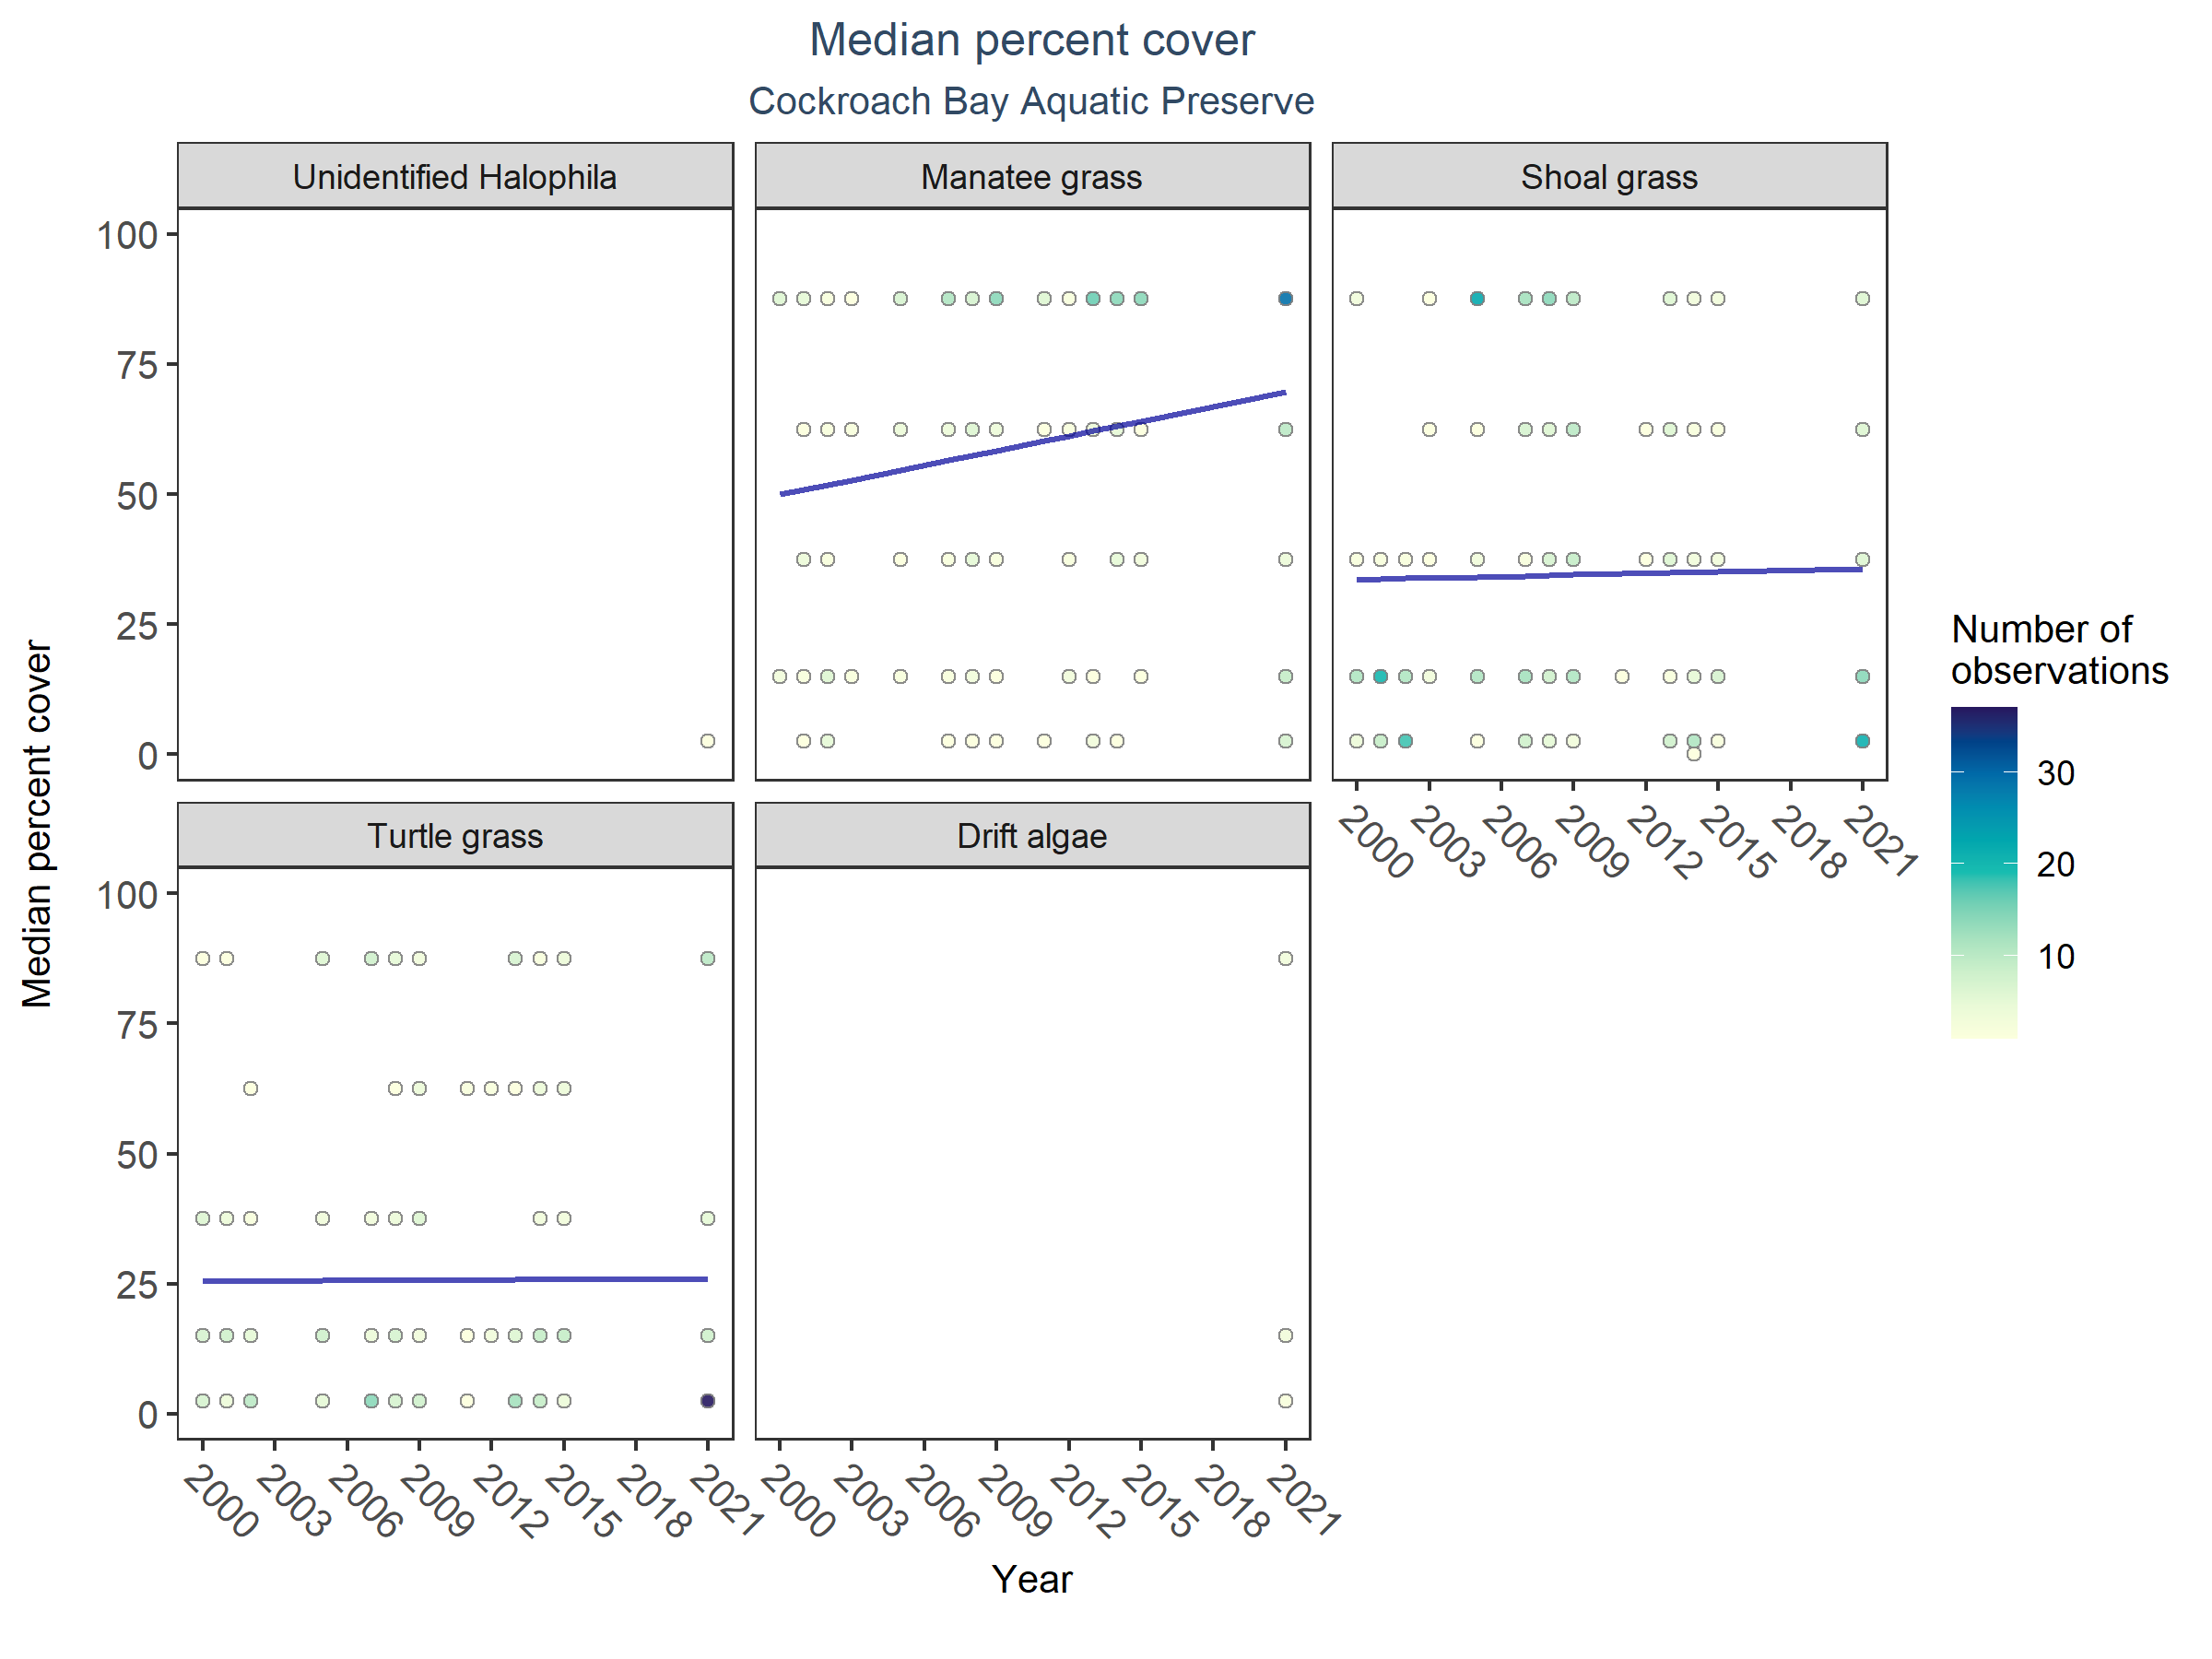 Median percent cover
Cockroach Bay Aquatic Preserve
Unidentified Halophila
Manatee grass
Shoal grass
100
75
50
25
0
2000 2003 2006 2009 2012 2015 2018 2021
Turtle grass
Drift algae
100
75
50
25
0
2000 2003 2006 2009 2012 2015 2018 2021
2000 2003 2006 2009 2012 2015 2018 2021
Median percent cover
Year
Number of
observations
30
20
10